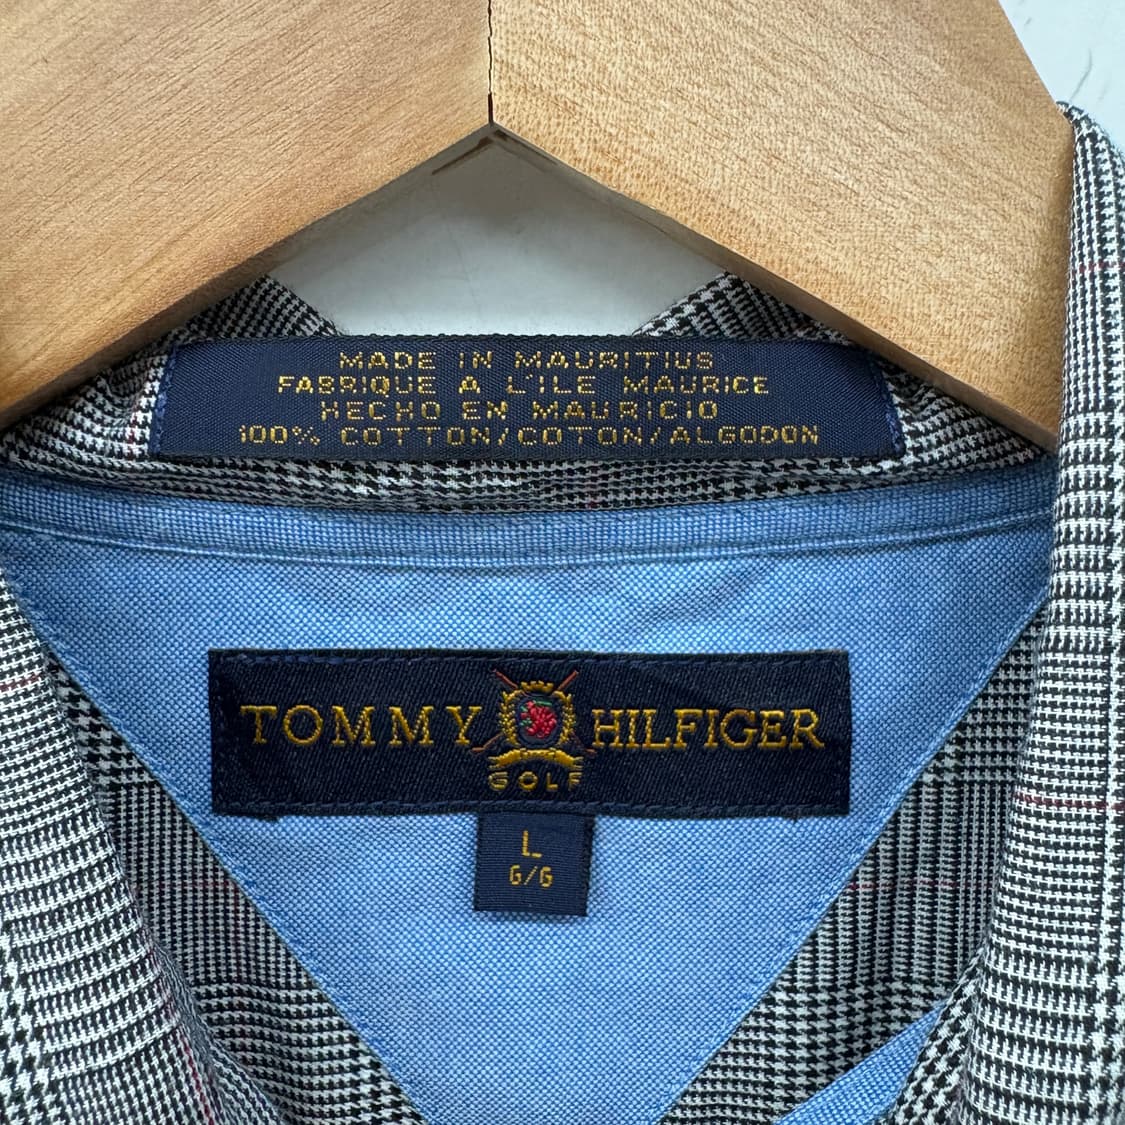 MADE IN MAURITIUS
FABRIQUE A L'ILE MAURICE
HECHO EN MAURICIO
100% COTTON/COTON/ALGODON
TOMMY HILFIGER
GOLF
L
G/G